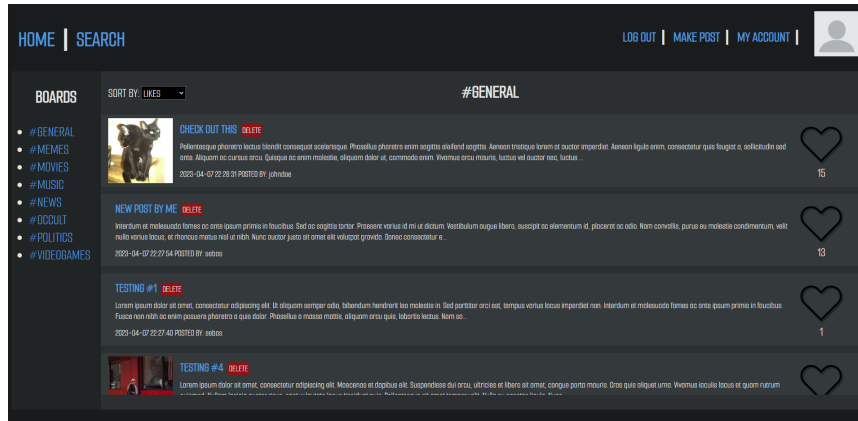 HOME | SEARCH
LOG OUT | MAKE POST | MY ACCOUNT |
BOARDS
#GENERAL
#MEMES
#MOVIES
#MUSIC
#NEWS
#OCCULT
#POLITICS
#VIDEOGAMES
SORT BY: LIKES
#GENERAL
CHECK OUT THIS DELETE
Pellentesque pharetra lectus blandit consequat scelerisque. Phasellus pharetra enim sagittis eleifend sagittis. Aenean tristique lorem at auctor imperdiet. Aenean ligula enim, consectetur quis feugiat a, sollicitudin sed
ante. Aliquam ac cursus arcu. Quisque ac enim molestie, aliquam dolor ut, commodo enim. Vivamus arcu mauris, luctus vel auctor nec, luctus ...
2023-04-07 22:28:31 POSTED BY: johndoe
15
NEW POST BY ME DELETE
Interdum et malesuada fames ac ante ipsum primis in faucibus. Sed ac sagittis tortor. Praesent varius id mi ut dictum. Vestibulum augue libero, suscipit ac elementum id, placerat ac odio. Nam convallis, purus eu molestie condimentum, velit
nulla varius lacus, et rhoncus metus nisl ut nibh. Nunc auctor justo sit amet elit volutpat gravida. Donec consectetur e...
2023-04-07 22:27:54 POSTED BY: sebas
13
TESTING #1 DELETE
Lorem ipsum dolor sit amet, consectetur adipiscing elit. Ut aliquam semper odio, bibendum hendrerit leo molestie in. Sed porttitor orci est, tempus varius lacus imperdiet non. Interdum et malesuada fames ac ante ipsum primis in faucibus.
Fusce non nibh ac enim posuere pharetra a quis dolor. Phasellus a massa mattis, aliquam arcu quis, lobortis lectus. Nam se...
2023-04-07 22:27:40 POSTED BY: sebas
1
TESTING #4 DELETE
Lorem ipsum dolor sit amet, consectetur adipiscing elit. Maecenas et dapibus elit. Suspendisse dui arcu, ultricies et libero sit amet, congue porta mauris. Cras quis aliquet urna. Vivamus iaculis lacus et quam rutrum